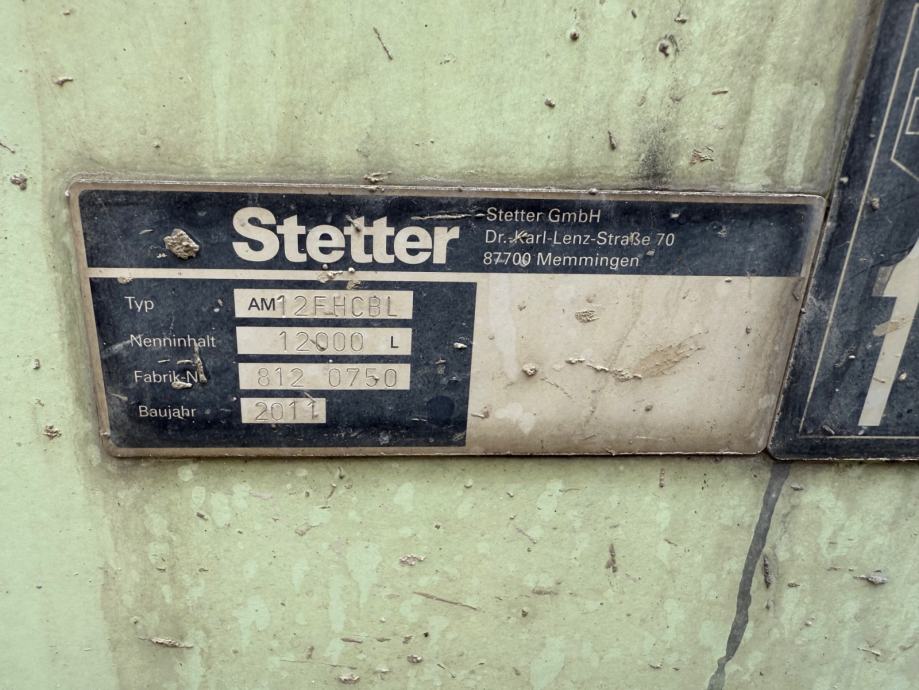 Stetter
Stetter GmbH
Dr.-Karl-Lenz-Straße 70
87700 Memmingen
Typ AM12FHCBL
Nenninhalt 12000 L
Fabrik-Nr 812 0750
Baujahr 2011